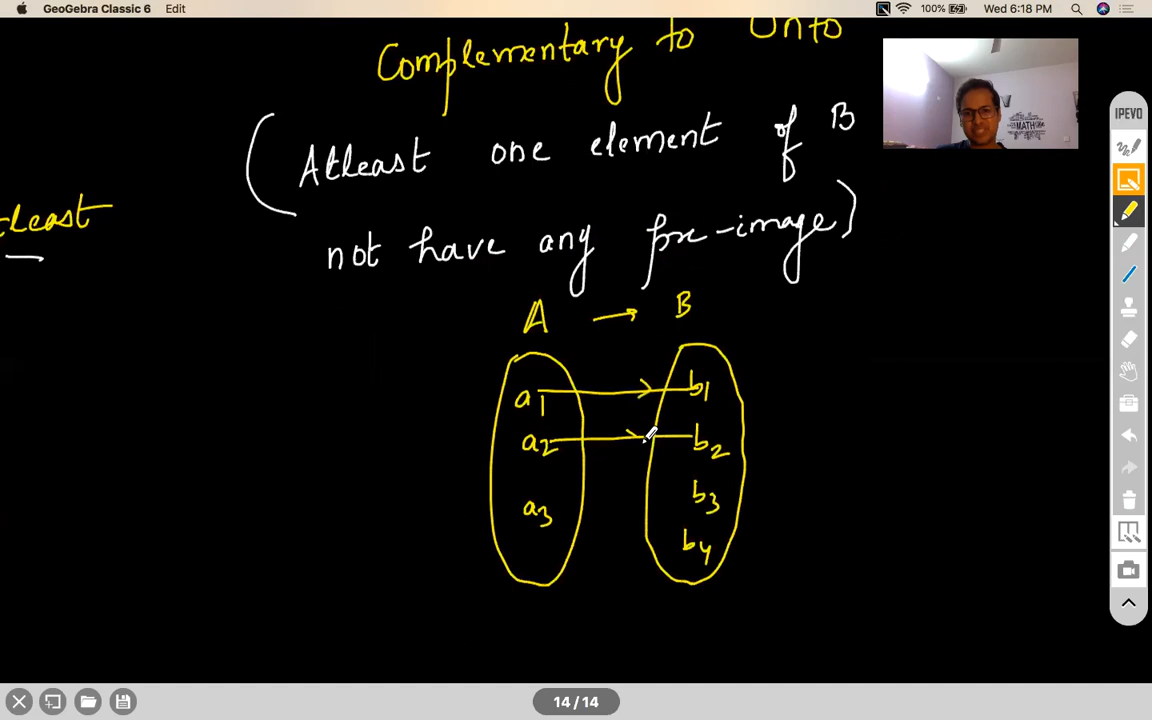 GeoGebra Classic 6 Edit 100% Wed 6:18 PM
Complementary to Onto
(Atleast one element of B
not have any pre-image)
A → B
a1 b1
a2 b2
a3 b3
b4
MATH
IPEVO
14 / 14